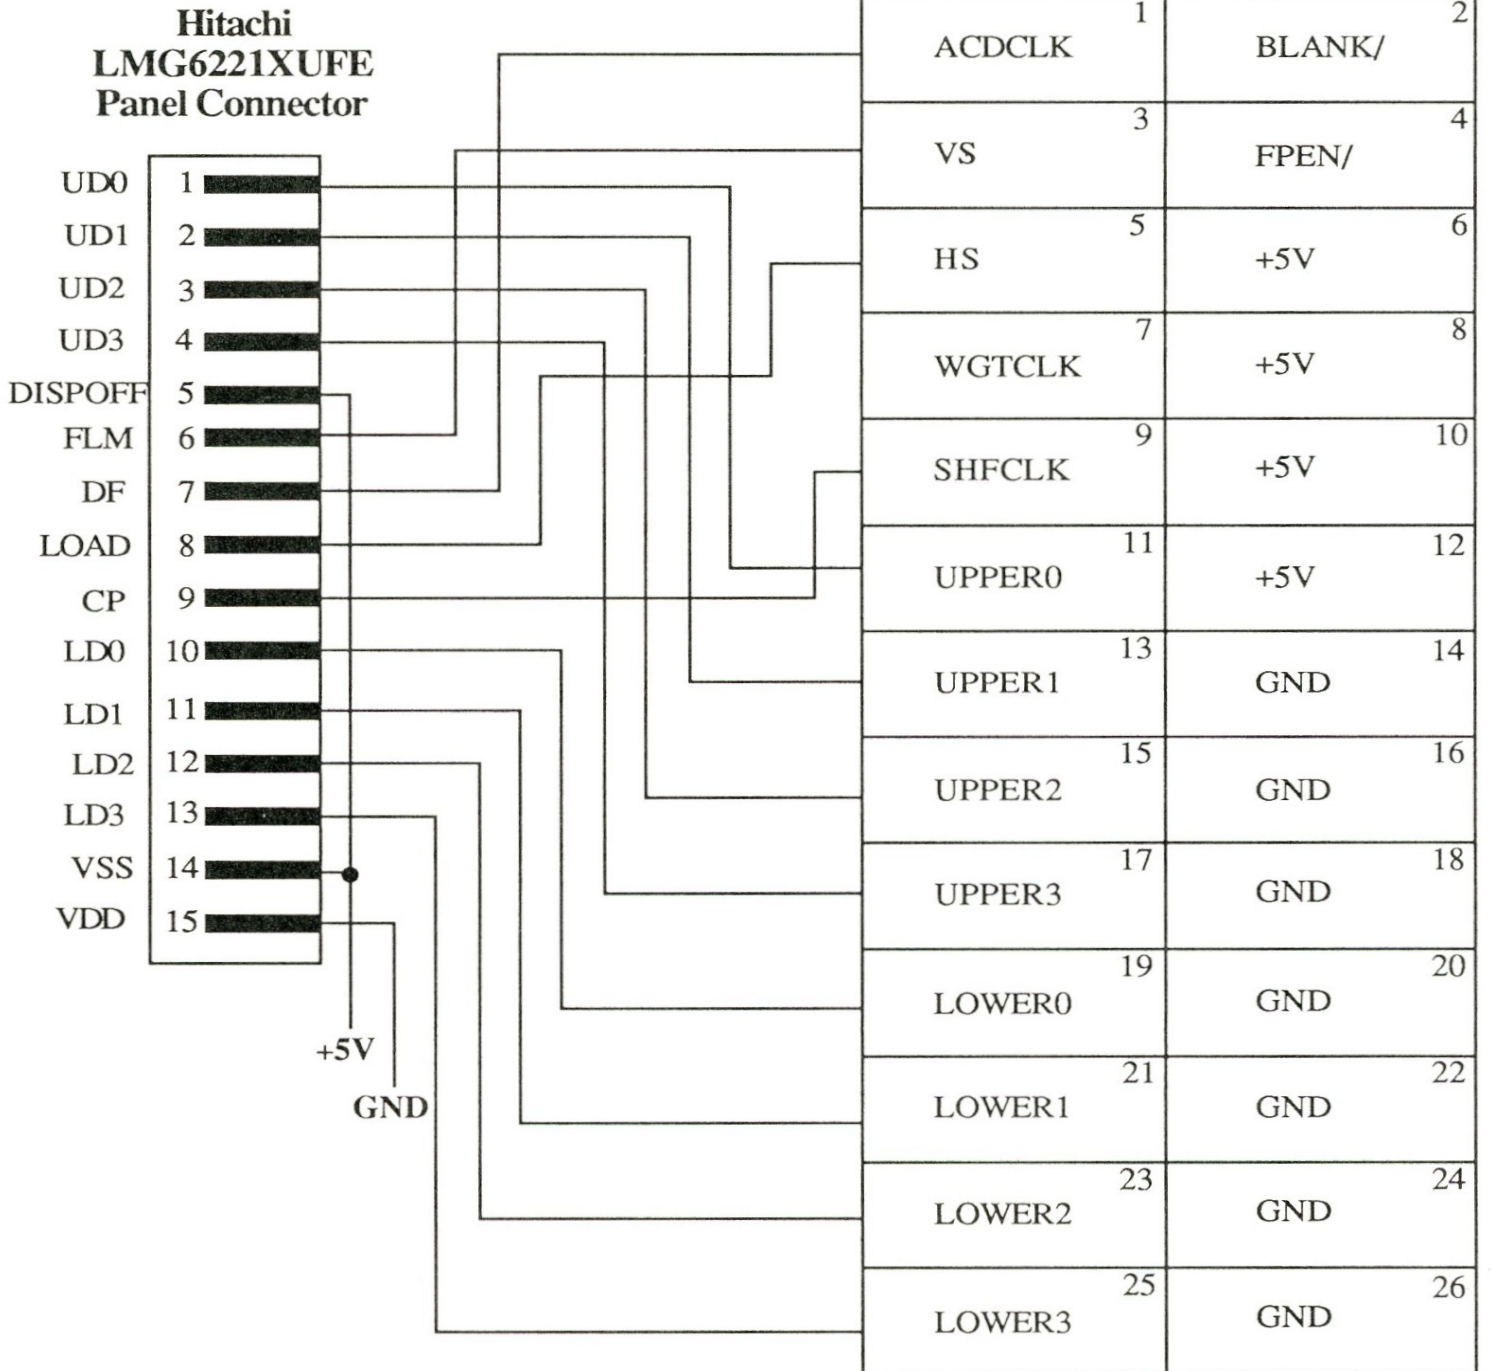 Hitachi
LMG6221XUFE
Panel Connector
UD0 1
UD1 2
UD2 3
UD3 4
DISPOFF 5
FLM 6
DF 7
LOAD 8
CP 9
LD0 10
LD1 11
LD2 12
LD3 13
VSS 14
VDD 15
+5V
GND
ACDCLK 1 BLANK/ 2
VS 3 FPEN/ 4
HS 5 +5V 6
WGTCLK 7 +5V 8
SHFCLK 9 +5V 10
UPPER0 11 +5V 12
UPPER1 13 GND 14
UPPER2 15 GND 16
UPPER3 17 GND 18
LOWER0 19 GND 20
LOWER1 21 GND 22
LOWER2 23 GND 24
LOWER3 25 GND 26